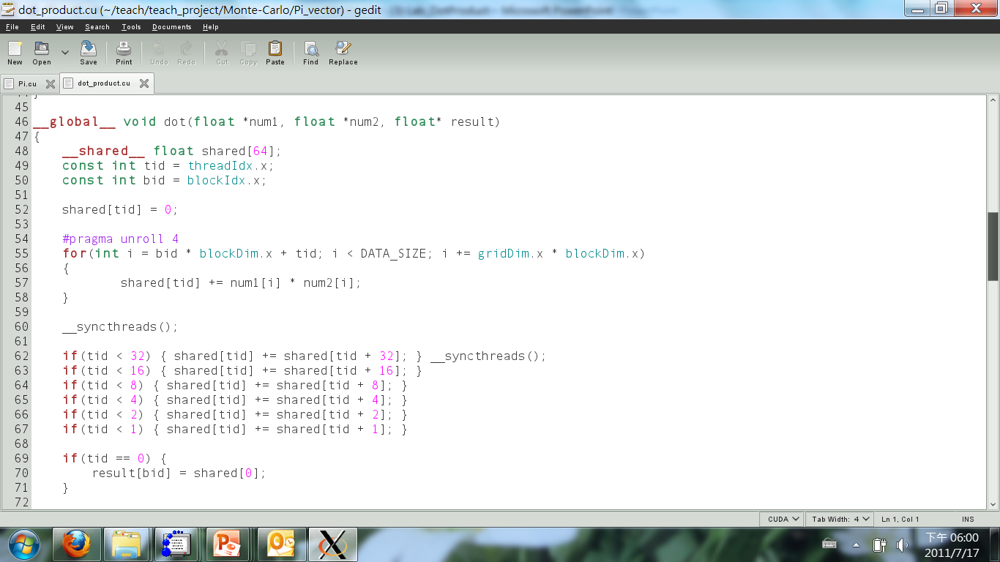 dot_product.cu (~/teach/teach_project/Monte-Carlo/Pi_vector) - gedit
File Edit View Search Tools Documents Help
New Open Save Print Undo Redo Cut Copy Paste Find Replace
Pi.cu dot_product.cu
45
46 __global__ void dot(float *num1, float *num2, float* result)
47 {
48 __shared__ float shared[64];
49 const int tid = threadIdx.x;
50 const int bid = blockIdx.x;
51
52 shared[tid] = 0;
53
54 #pragma unroll 4
55 for(int i = bid * blockDim.x + tid; i < DATA_SIZE; i += gridDim.x * blockDim.x)
56 {
57 shared[tid] += num1[i] * num2[i];
58 }
59
60 __syncthreads();
61
62 if(tid < 32) { shared[tid] += shared[tid + 32]; } __syncthreads();
63 if(tid < 16) { shared[tid] += shared[tid + 16]; }
64 if(tid < 8) { shared[tid] += shared[tid + 8]; }
65 if(tid < 4) { shared[tid] += shared[tid + 4]; }
66 if(tid < 2) { shared[tid] += shared[tid + 2]; }
67 if(tid < 1) { shared[tid] += shared[tid + 1]; }
68
69 if(tid == 0) {
70 result[bid] = shared[0];
71 }
72
CUDA Tab Width: 4 Ln 1, Col 1 INS
下午 06:00
2011/7/17